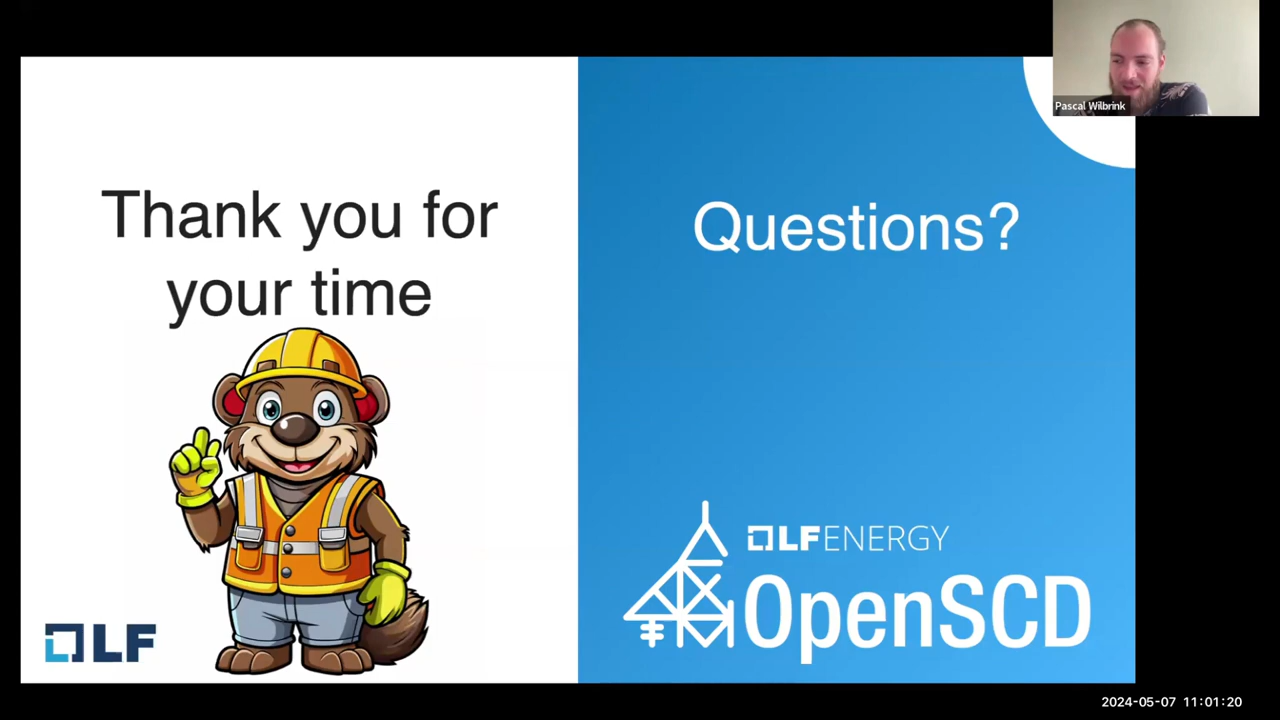 Thank you for
your time
LF
Questions?
LFENERGY
OpenSCD
Pascal Wilbrink
2024-05-07 11:01:20